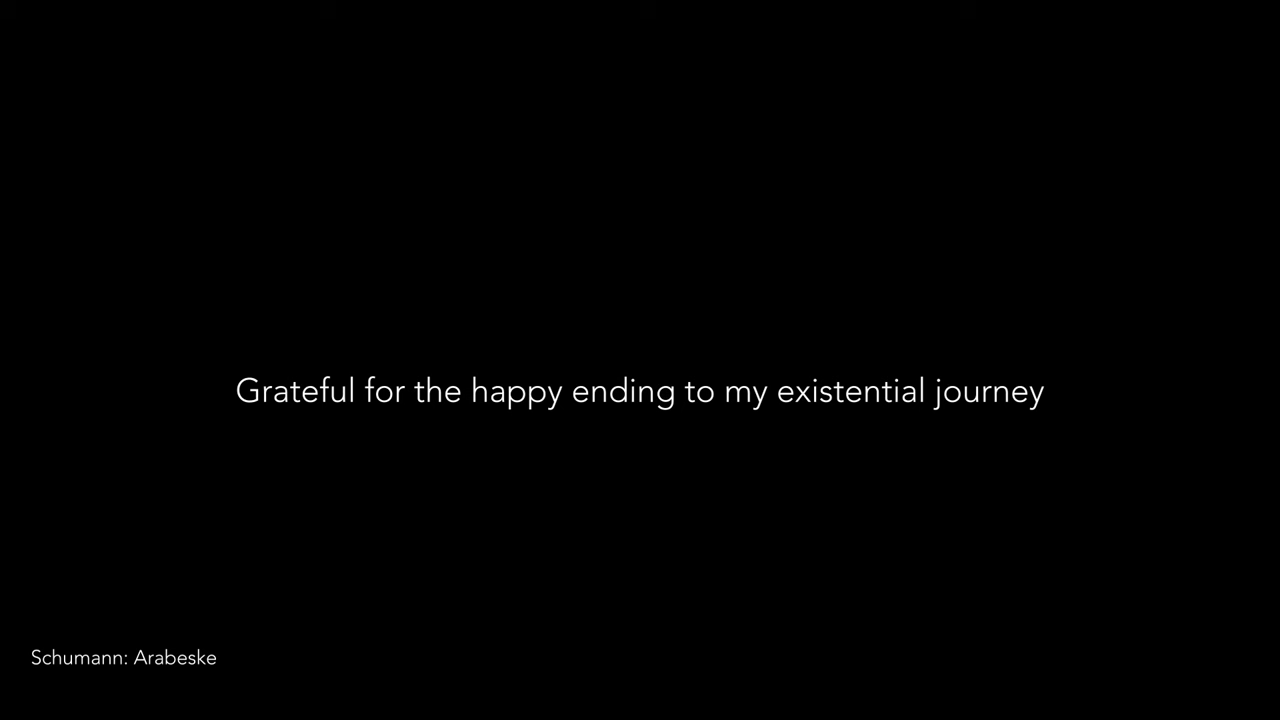 Grateful for the happy ending to my existential journey
Schumann: Arabeske